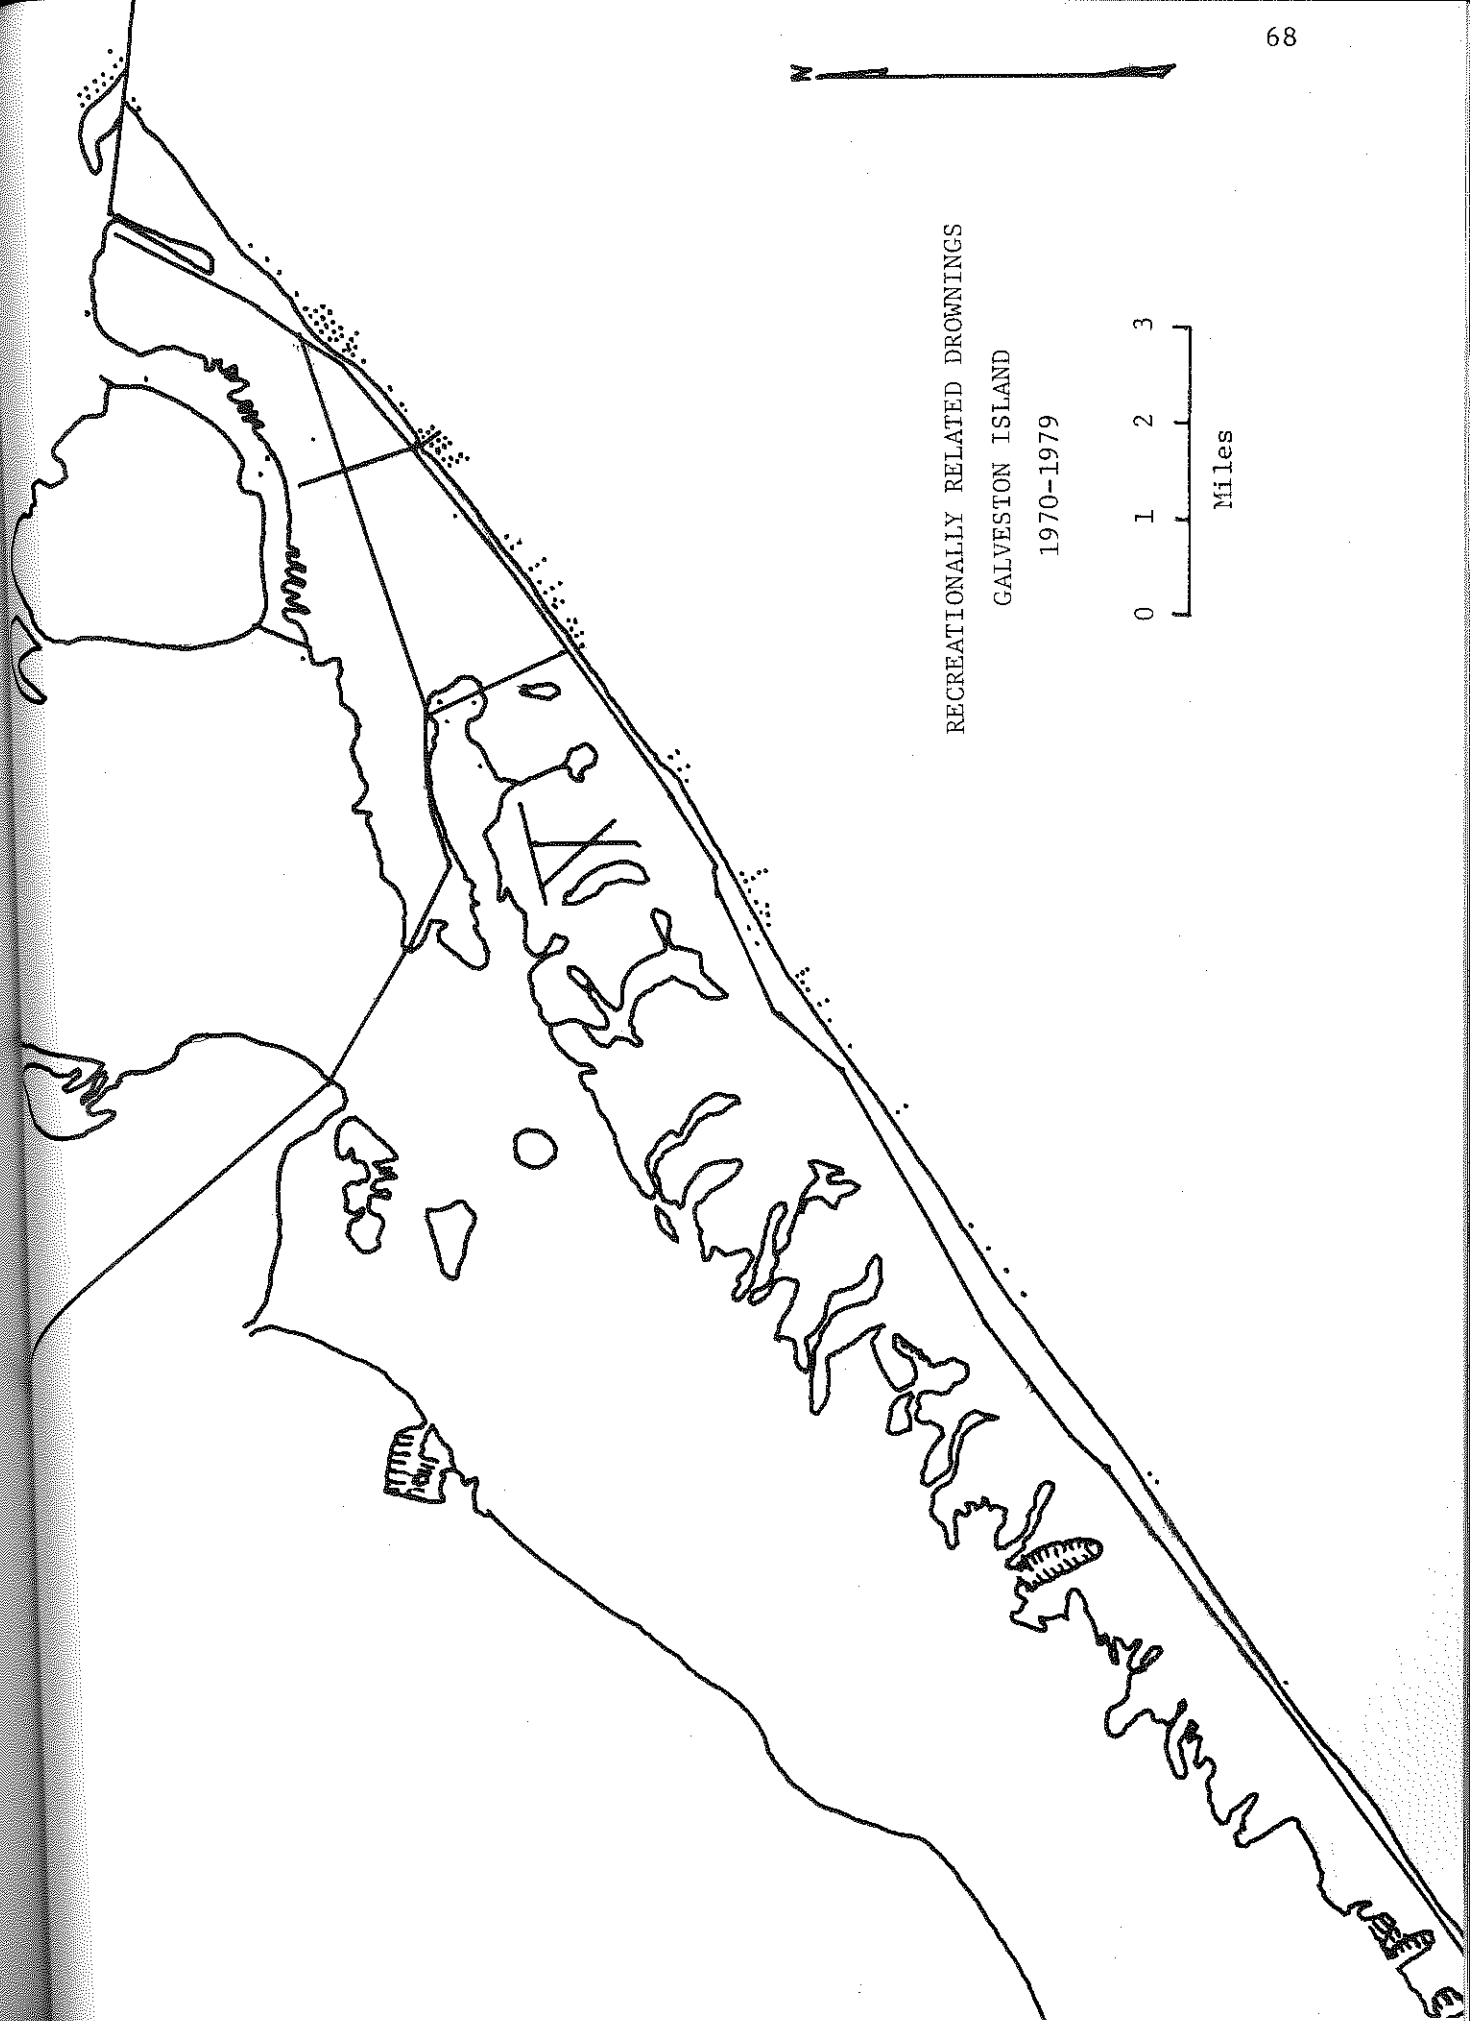 68
N
RECREATIONALLY RELATED DROWNINGS
GALVESTON ISLAND
1970-1979
0 1 2 3
Miles